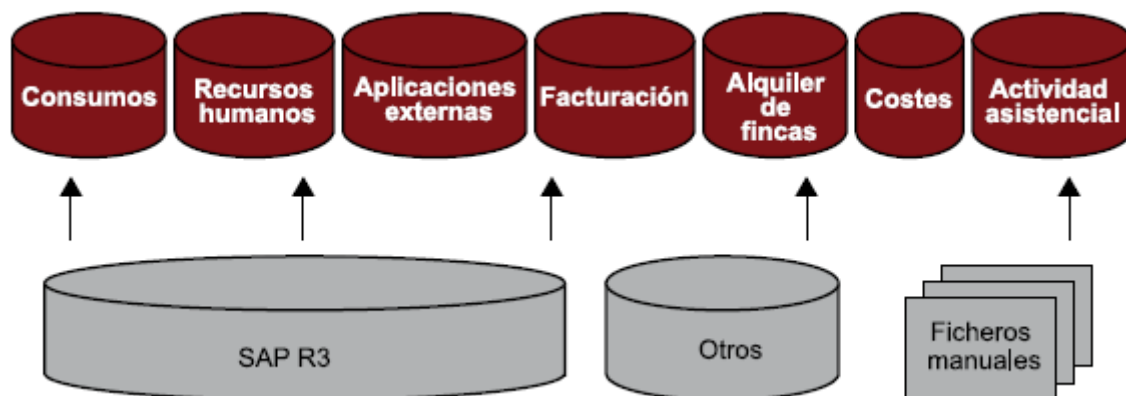 Consumos
Recursos
humanos
Aplicaciones
externas
Facturación
Alquiler
de
fincas
Costes
Actividad
asistencial
SAP R3
Otros
Ficheros
manuales